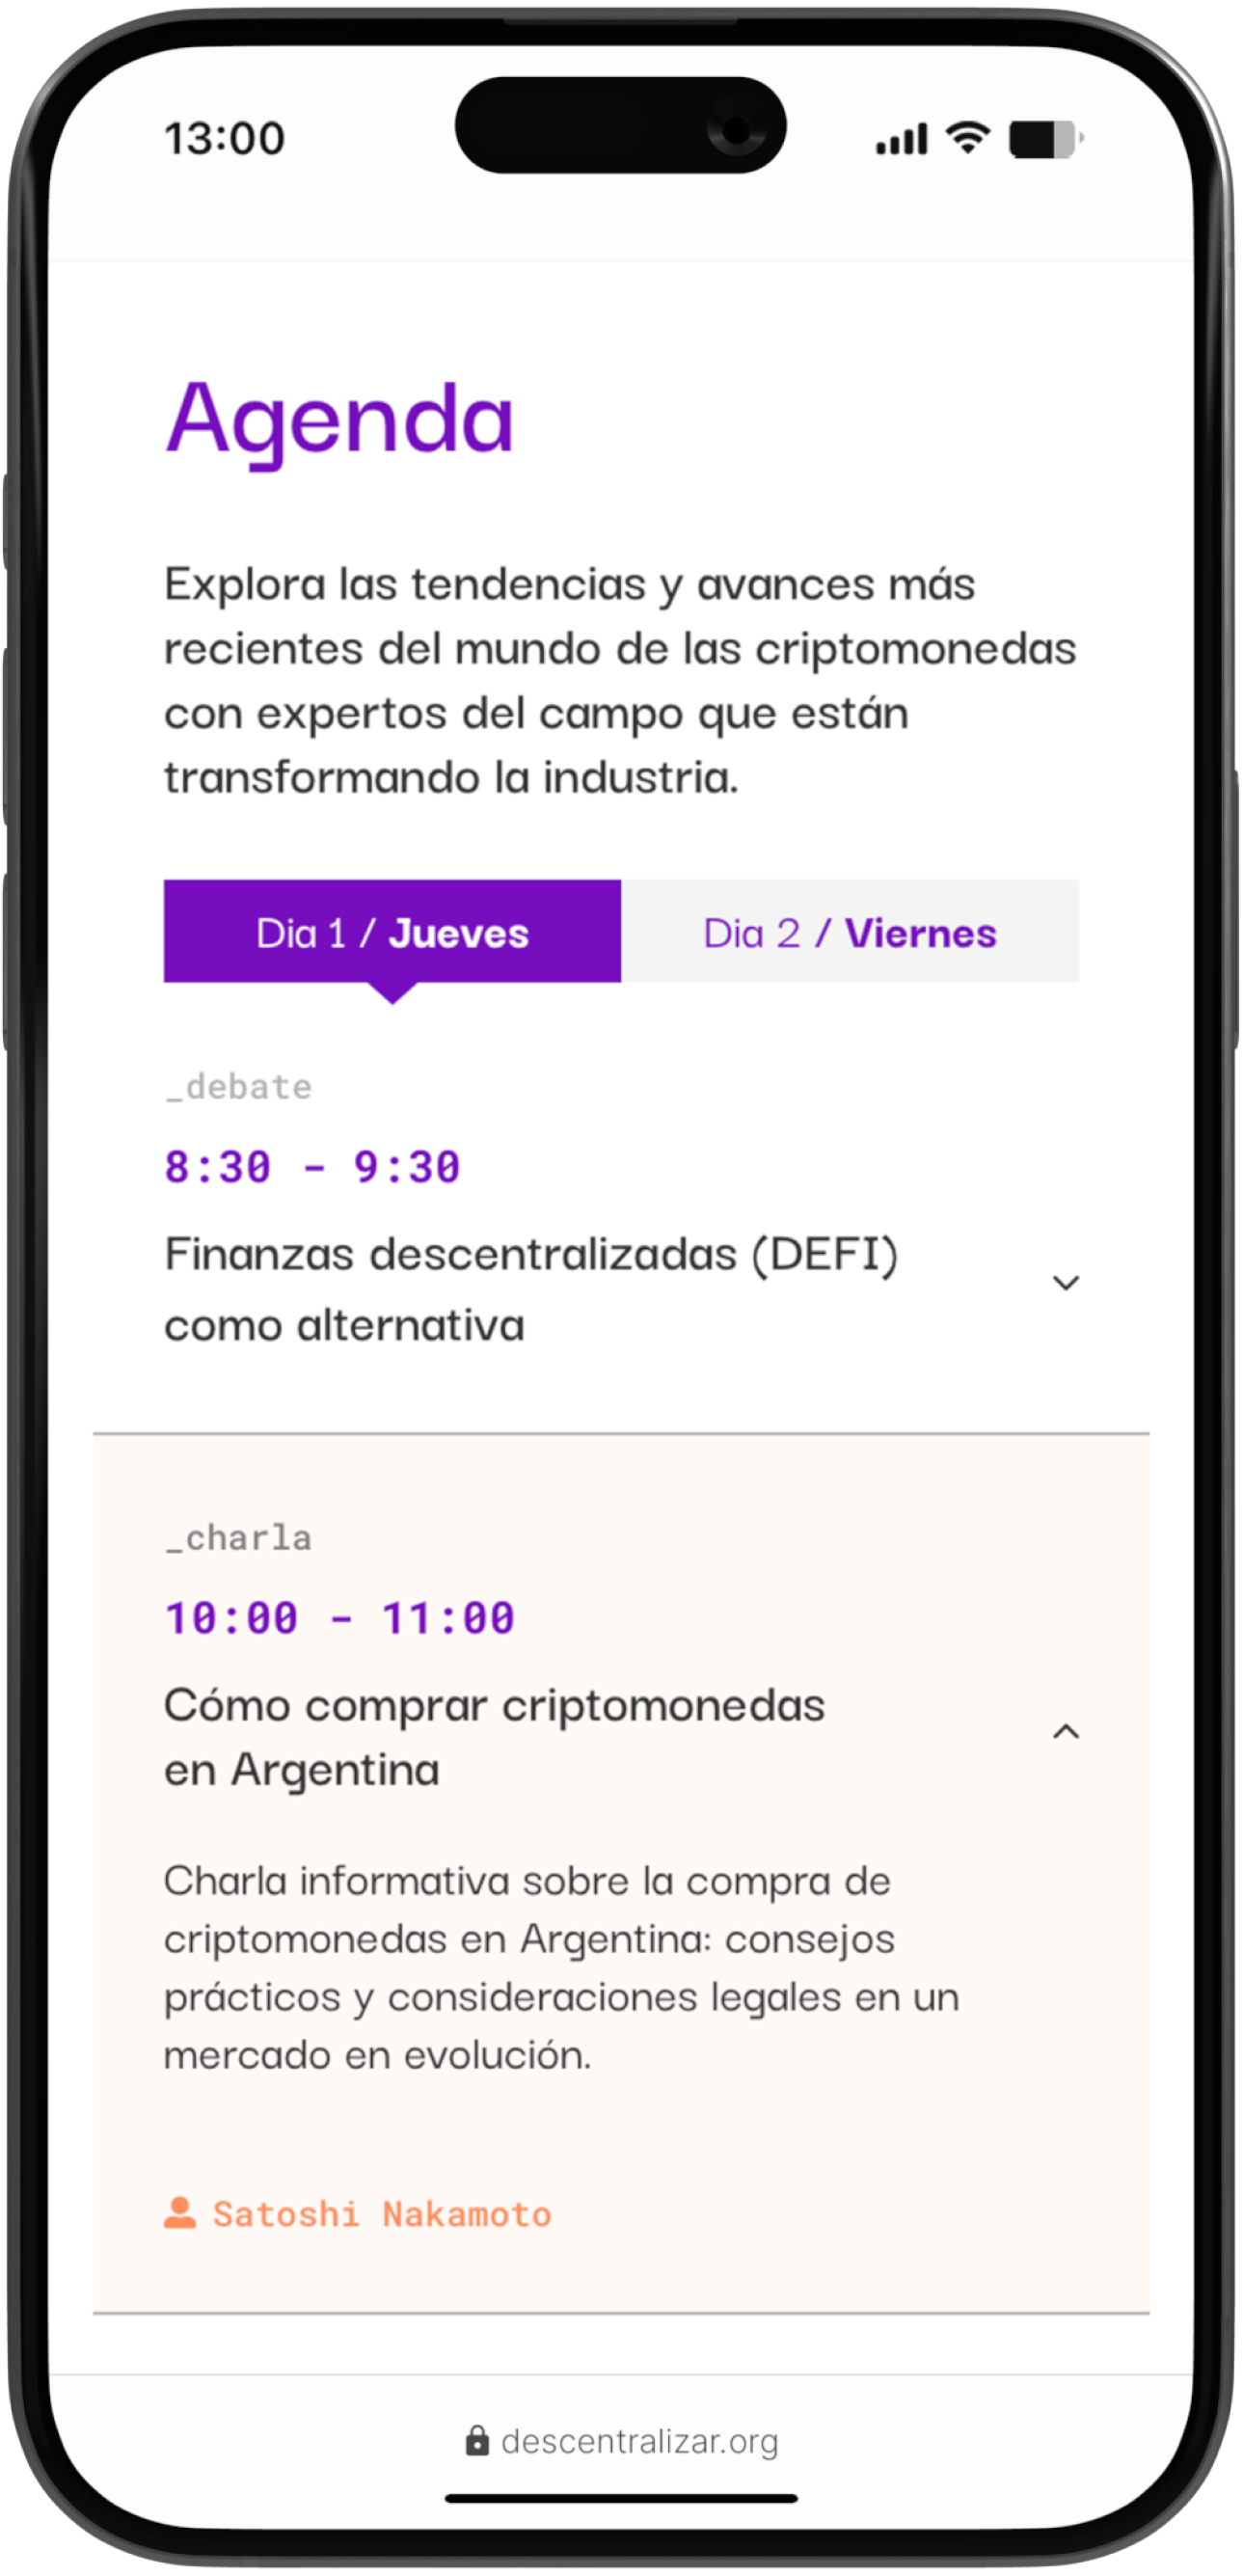 13:00
Agenda
Explora las tendencias y avances más
recientes del mundo de las criptomonedas
con expertos del campo que están
transformando la industria.
Dia 1 / Jueves
Dia 2 / Viernes
_debate
8:30 - 9:30
Finanzas descentralizadas (DEFI)
como alternativa
_charla
10:00 - 11:00
Cómo comprar criptomonedas
en Argentina
Charla informativa sobre la compra de
criptomonedas en Argentina: consejos
prácticos y consideraciones legales en un
mercado en evolución.
Satoshi Nakamoto
descentralizar.org